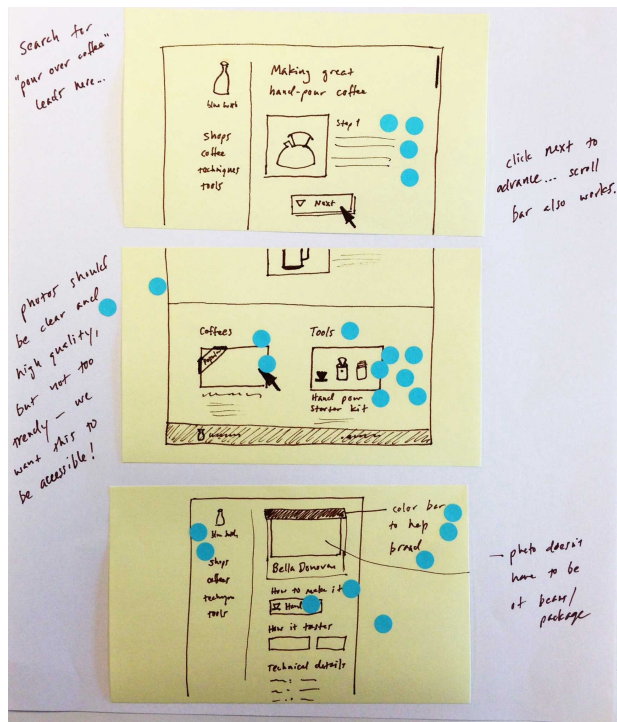 Search for
"pour over coffee"
leads here...
Making great
hand-pour coffee
blue bottle
Step 1
shops
coffee
techniques
tools
Next
click next to
advance... scroll
bar also works.
photos should
be clear and
high quality,
but not too
trendy – we
want this to
be accessible!
Coffees
Tools
Popular
Hand pour
Starter kit
color bar
to help
brand
blue bottle
shops
coffees
techniques
tools
Bella Donovan
How to make it
Hand
How it tastes
Technical details
— photo doesn't
have to be
of beans/
package